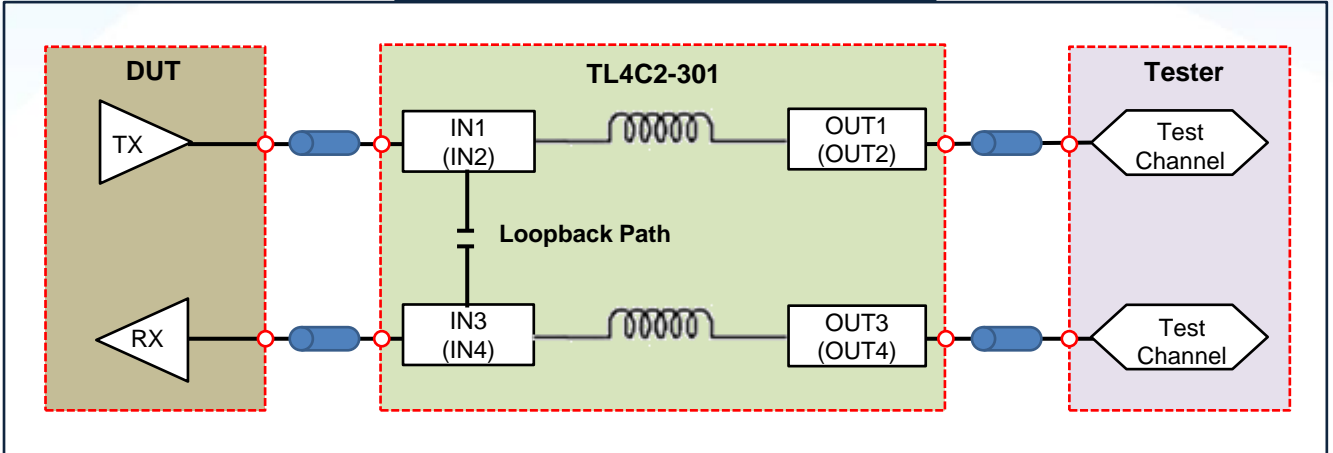 DUT
TL4C2-301
Tester
TX
IN1
(IN2)
OUT1
(OUT2)
Test
Channel
Loopback Path
RX
IN3
(IN4)
OUT3
(OUT4)
Test
Channel